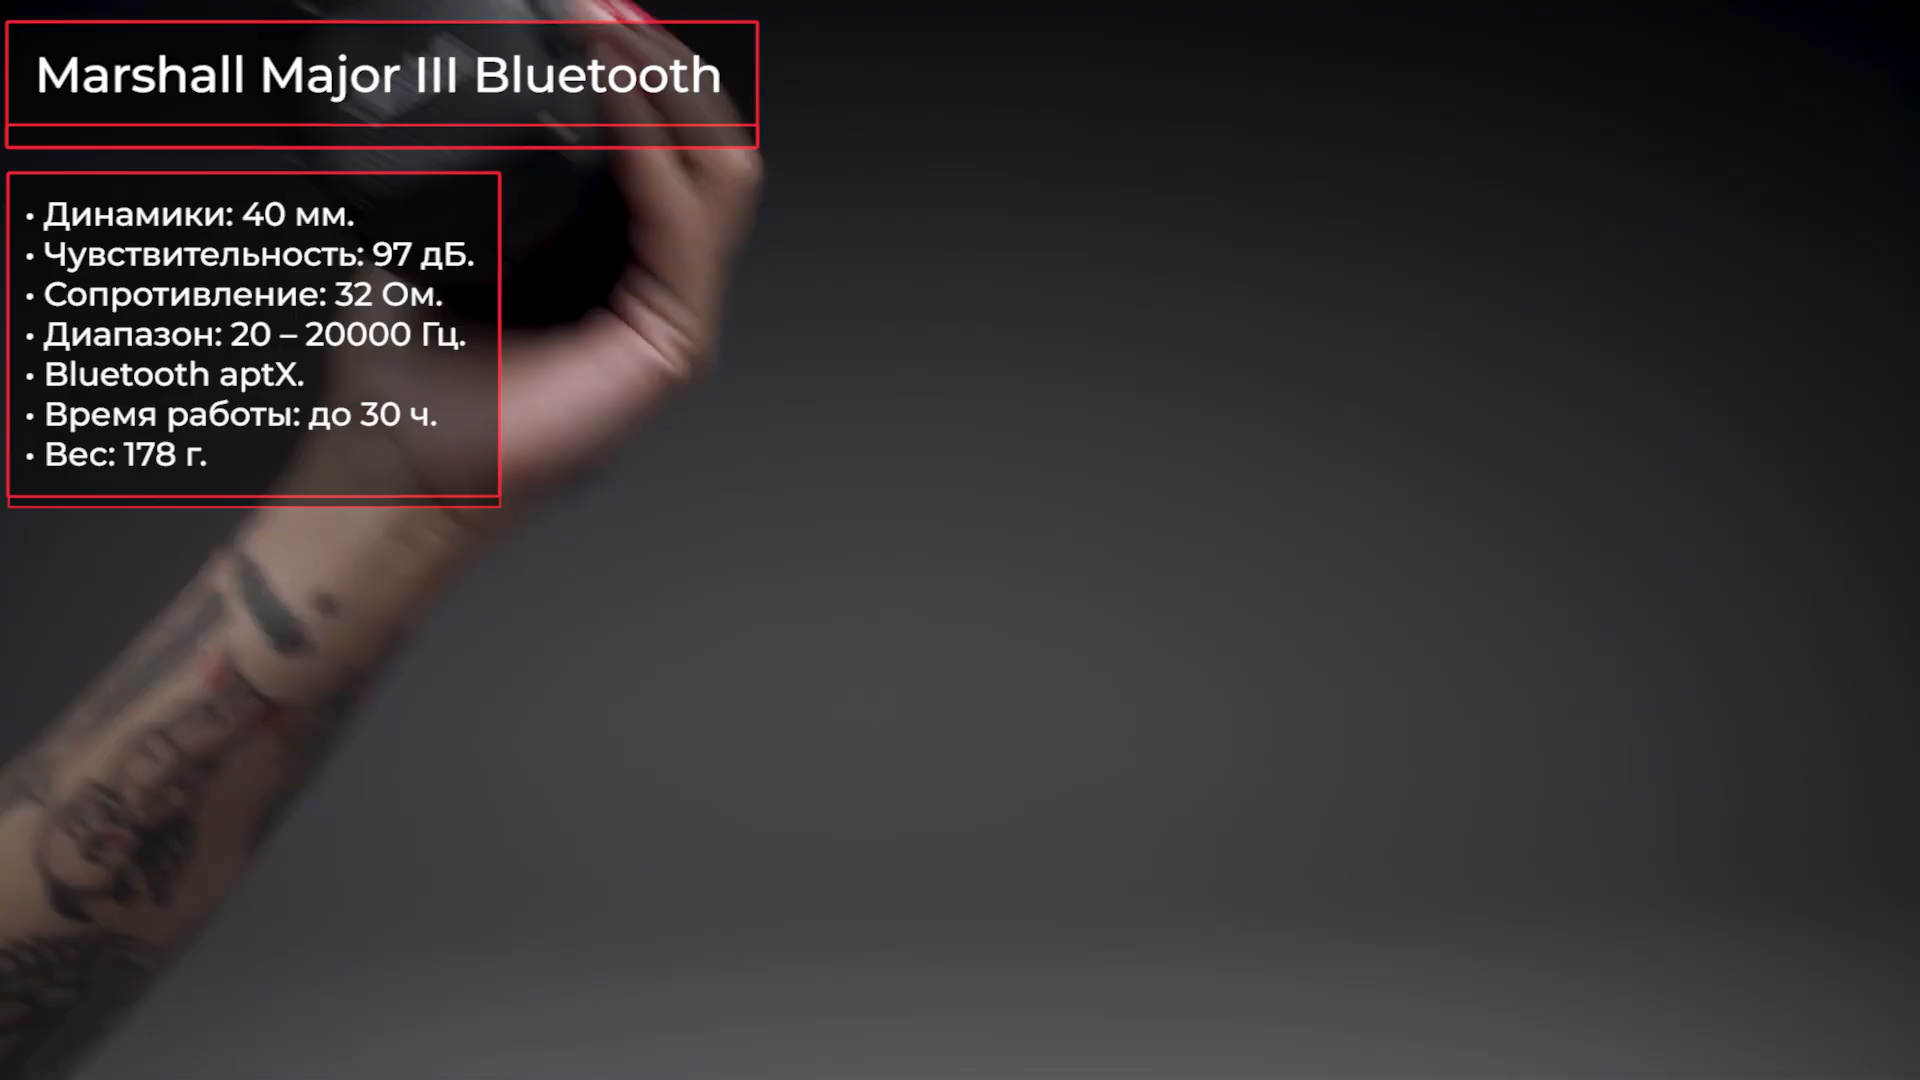 Marshall Major III Bluetooth
• Динамики: 40 мм.
• Чувствительность: 97 дБ.
• Сопротивление: 32 Ом.
• Диапазон: 20 – 20000 Гц.
• Bluetooth aptX.
• Время работы: до 30 ч.
• Вес: 178 г.